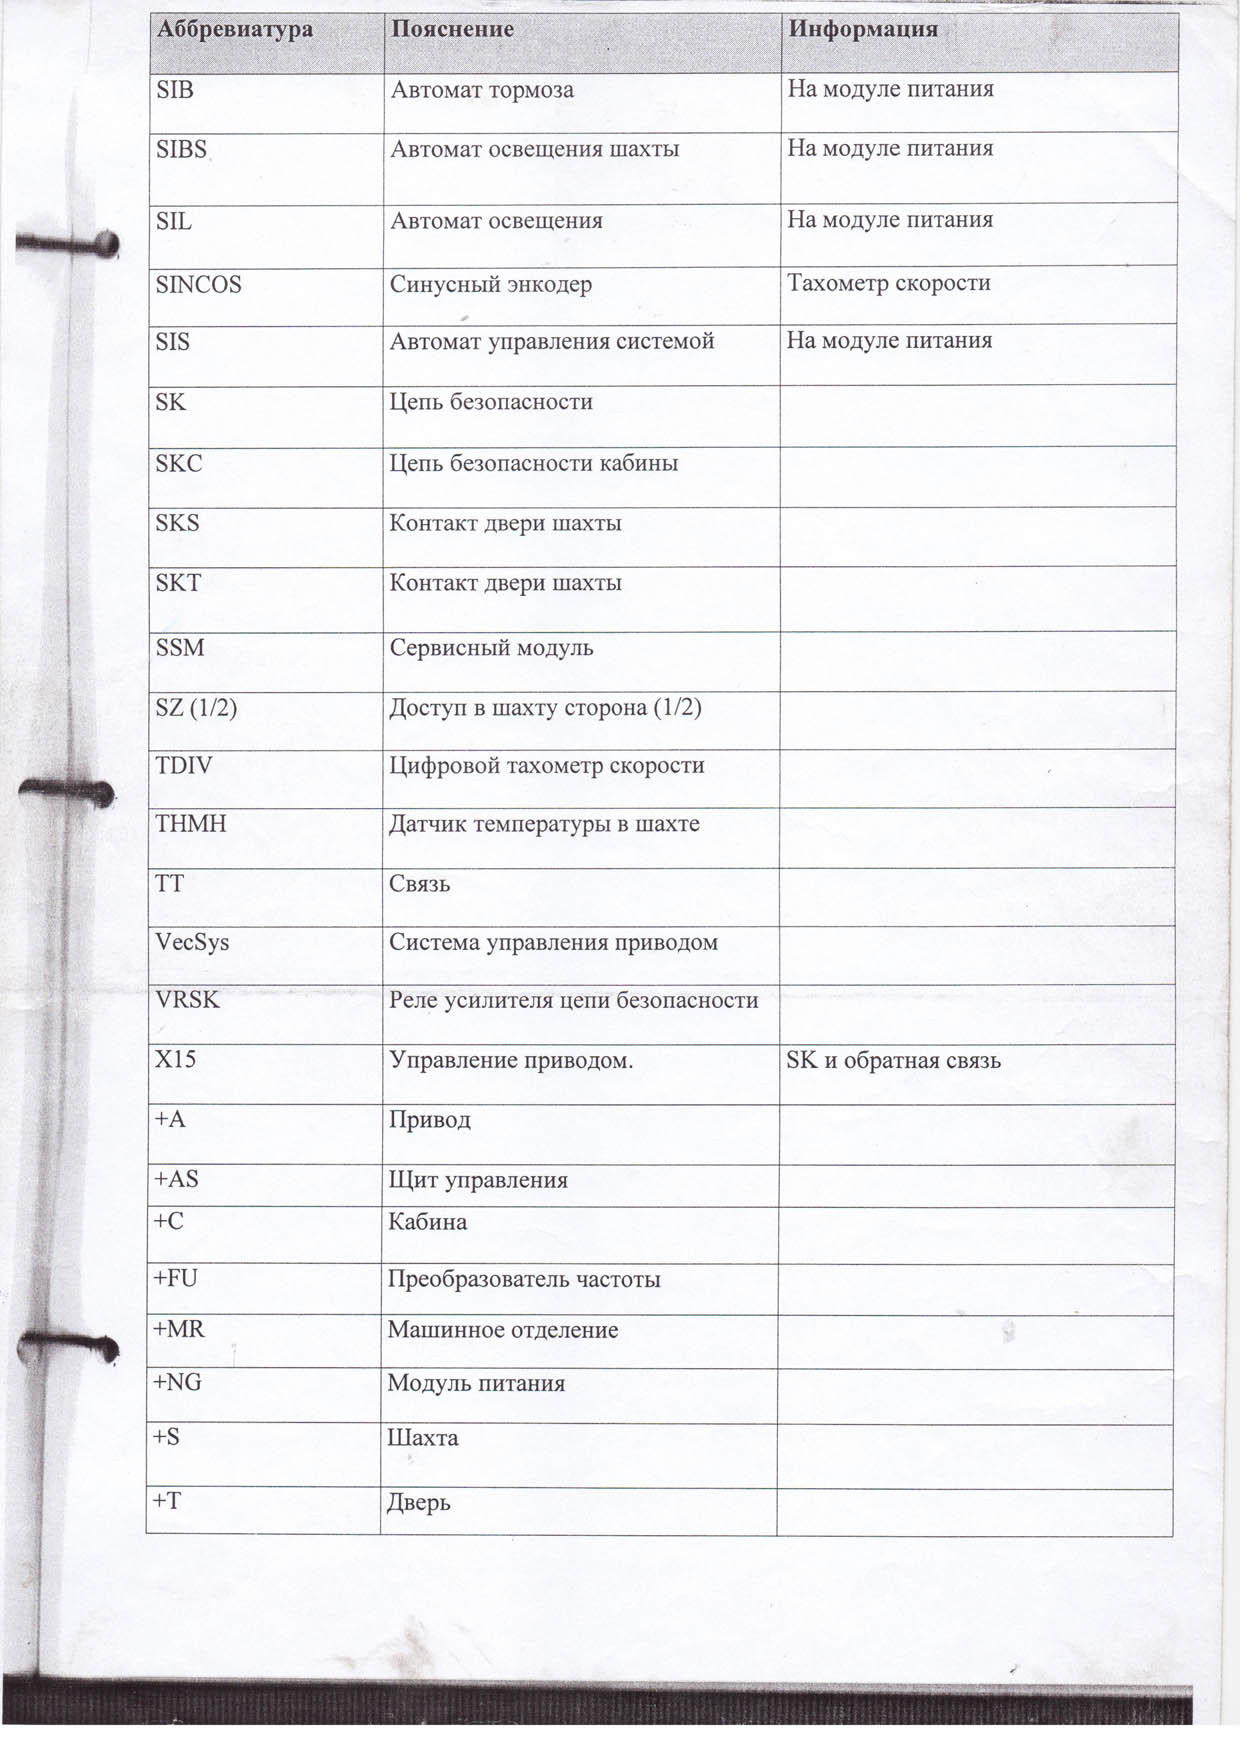 Аббревиатура Пояснение Информация
SIB Автомат тормоза На модуле питания
SIBS Автомат освещения шахты На модуле питания
SIL Автомат освещения На модуле питания
SINCOS Синусный энкодер Тахометр скорости
SIS Автомат управления системой На модуле питания
SK Цепь безопасности
SKC Цепь безопасности кабины
SKS Контакт двери шахты
SKT Контакт двери шахты
SSM Сервисный модуль
SZ (1/2) Доступ в шахту сторона (1/2)
TDIV Цифровой тахометр скорости
THMH Датчик температуры в шахте
TT Связь
VecSys Система управления приводом
VRSK Реле усилителя цепи безопасности
X15 Управление приводом. SK и обратная связь
+A Привод
+AS Щит управления
+C Кабина
+FU Преобразователь частоты
+MR Машинное отделение
+NG Модуль питания
+S Шахта
+T Дверь